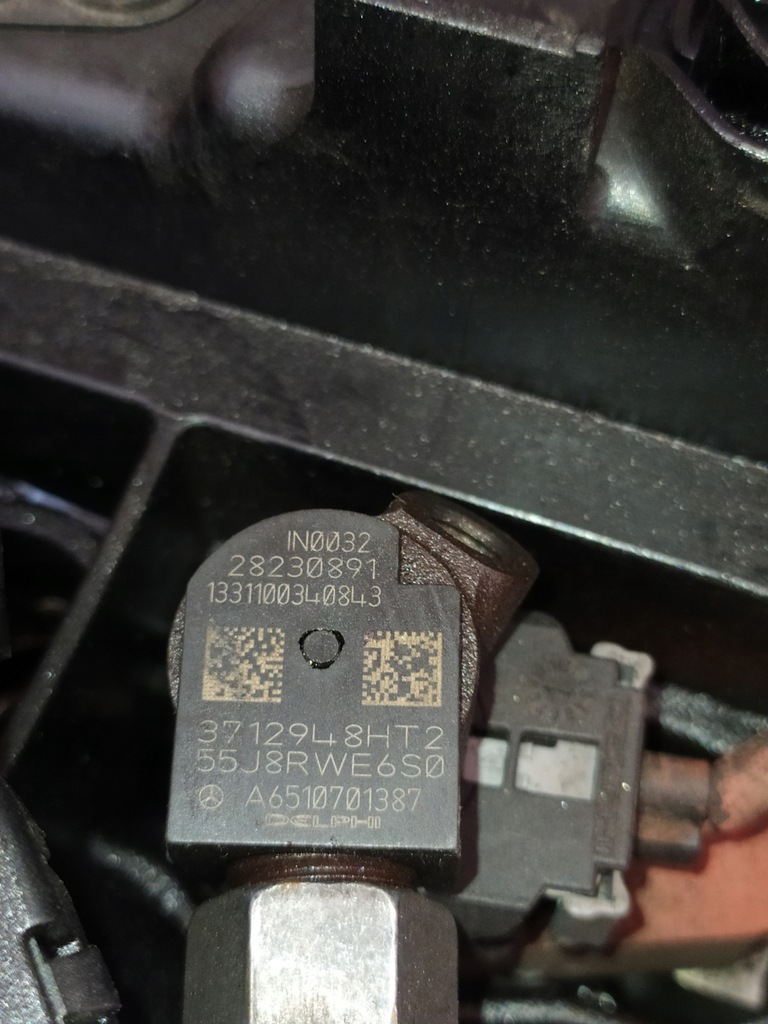 IN0032
28230891
1331100340843
3712948HT2
55J8RWE6S0
A6510701387
DELPHI